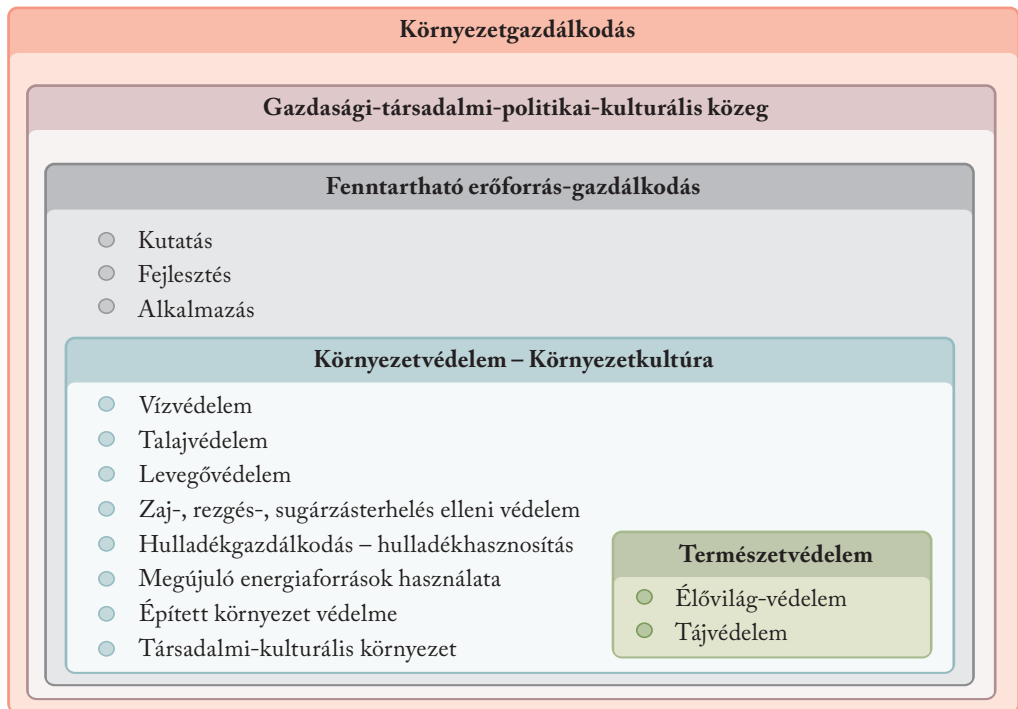 Környezetgazdálkodás
Gazdasági-társadalmi-politikai-kulturális közeg
Fenntartható erőforrás-gazdálkodás
Kutatás
Fejlesztés
Alkalmazás
Környezetvédelem – Környezetkultúra
Vízvédelem
Talajvédelem
Levegővédelem
Zaj-, rezgés-, sugárzásterhelés elleni védelem
Hulladékgazdálkodás – hulladékhasznosítás
Megújuló energiaforrások használata
Épített környezet védelme
Társadalmi-kulturális környezet
Természetvédelem
Élővilág-védelem
Tájvédelem